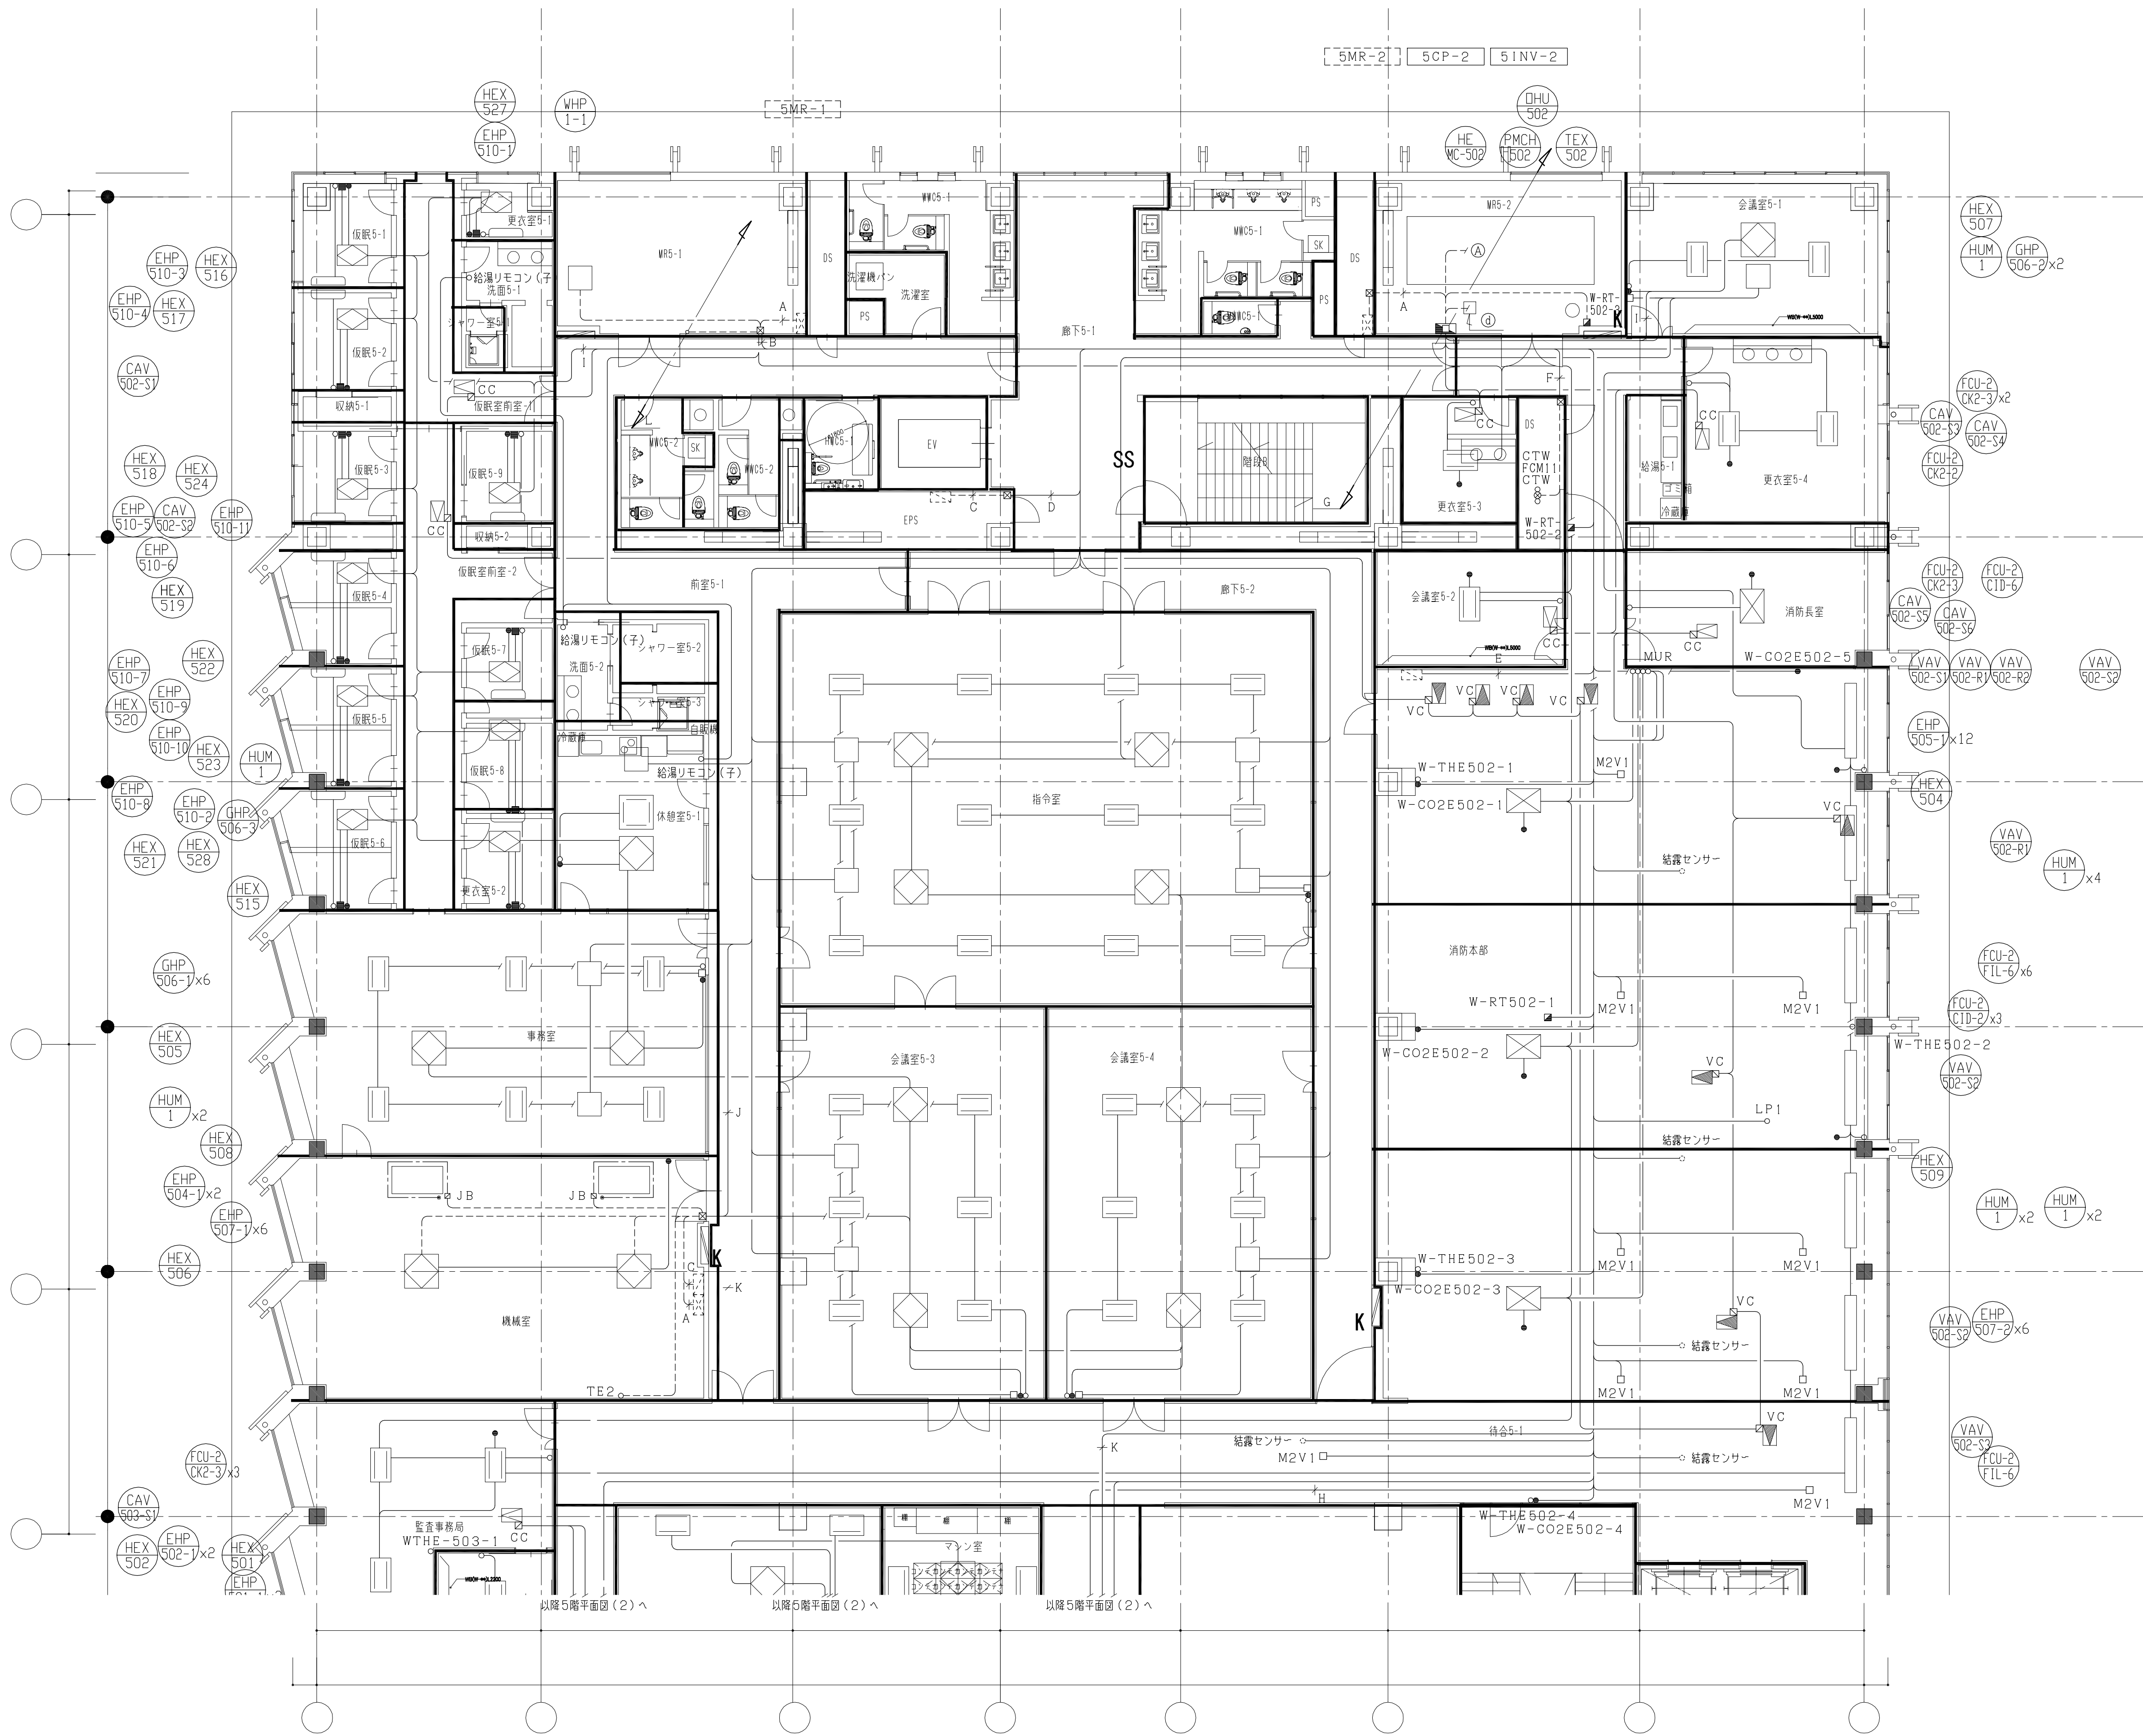 5MR-2 5CP-2 5INV-2
HEX
527
WHP
1-1
5MR-1
EHP
510-1
OHU
502
HE
MC-502
PMCH
502
TEX
502
HEX
507
HUM
1
GHP
506-2 x2
EHP
510-3
HEX
516
EHP
510-4
HEX
517
CAV
502-S1
仮眠5-1
更衣室5-1
給湯リモコン(子
洗面5-1
仮眠5-2
MR5-1
A
B
I
DS
WWC5-1
洗濯機パン
洗濯室
PS
廊下5-1
MWC5-1
PS
SK
DS
PS
MR5-2
A
A
d
W-RT-
502-2
K
I
会議室5-1
WB(W-**)L5000
収納5-1
CC
仮眠室前室-1
L
MWC5-2
SK
WWC5-2
HWC5-1
EV
SS
階段B
G
F
CC
DS
CTW
FCM11
CTW
更衣室5-3
W-RT-
502-2
CC
給湯5-1
ゴミ箱
冷蔵庫
更衣室5-4
FCU-2
CK2-3 x2
CAV
502-S3
CAV
502-S4
FCU-2
CK2-2
HEX
518
HEX
524
EHP
510-5
CAV
502-S2
EHP
510-11
EHP
510-6
HEX
519
仮眠5-3
仮眠5-9
CC
収納5-2
C
D
EPS
仮眠室前室-2
仮眠5-4
前室5-1
廊下5-2
会議室5-2
CC
WB(W-**)L5000
E
消防長室
CC
MUR
W-CO2E502-5
FCU-2
CK2-3
FCU-2
CID-6
CAV
502-S5
CAV
502-S6
VAV
502-S1
VAV
502-R1
VAV
502-R2
VAV
502-S2
EHP
510-7
HEX
522
EHP
510-9
HEX
520
EHP
510-10
HEX
523
HUM
1
EHP
510-8
EHP
510-2
GHP
506-3
HEX
521
HEX
528
HEX
515
仮眠5-7
給湯リモコン(子)
シャワー室5-2
洗面5-2
シャワー室5-3
自販機
冷蔵庫
給湯リモコン(子)
仮眠5-5
仮眠5-8
休憩室5-1
仮眠5-6
更衣室5-2
指令室
VC
VC
VC
VC
M2V1
W-THE502-1
W-CO2E502-1
VC
結露センサー
EHP
505-1 x12
HEX
504
VAV
502-R1
HUM
1 x4
消防本部
W-RT502-1
M2V1
M2V1
W-CO2E502-2
VC
LP1
結露センサー
FCU-2
FIL-6 x6
FCU-2
CID-2 x3
W-THE502-2
VAV
502-S2
GHP
506-1 x6
HEX
505
HUM
1 x2
HEX
508
EHP
504-1 x2
EHP
507-1 x6
HEX
506
事務室
会議室5-3
会議室5-4
J
JB
JB
K
C
K
A
機械室
TE2
HEX
509
HUM
1 x2
HUM
1 x2
W-THE502-3
M2V1
M2V1
W-CO2E502-3
K
VC
結露センサー
M2V1
M2V1
VAV
502-S2
EHP
507-2 x6
VC
待合5-1
結露センサー
M2V1
結露センサー
K
H
M2V1
VAV
502-S3
FCU-2
FIL-6
FCU-2
CK2-3 x3
CAV
503-S1
HEX
502
EHP
502-1 x2
HEX
501
EHP
監査事務局
WTHE-503-1
CC
WB(W-**)L2300
棚
棚
棚
マシン室
W-THE502-4
W-CO2E502-4
以降5階平面図(2)へ
以降5階平面図(2)へ
以降5階平面図(2)へ